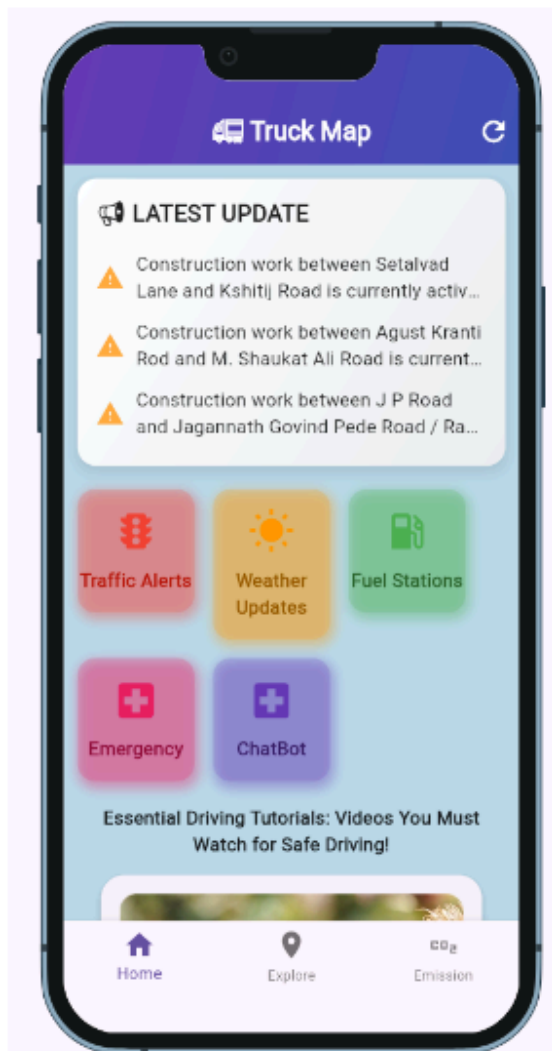 Truck Map
LATEST UPDATE
Construction work between Setalvad
Lane and Kshitij Road is currently activ...
Construction work between Agust Kranti
Rod and M. Shaukat Ali Road is current...
Construction work between J P Road
and Jagannath Govind Pede Road / Ra...
Traffic Alerts
Weather
Updates
Fuel Stations
Emergency
ChatBot
Essential Driving Tutorials: Videos You Must
Watch for Safe Driving!
Home
Explore
CO₂
Emission